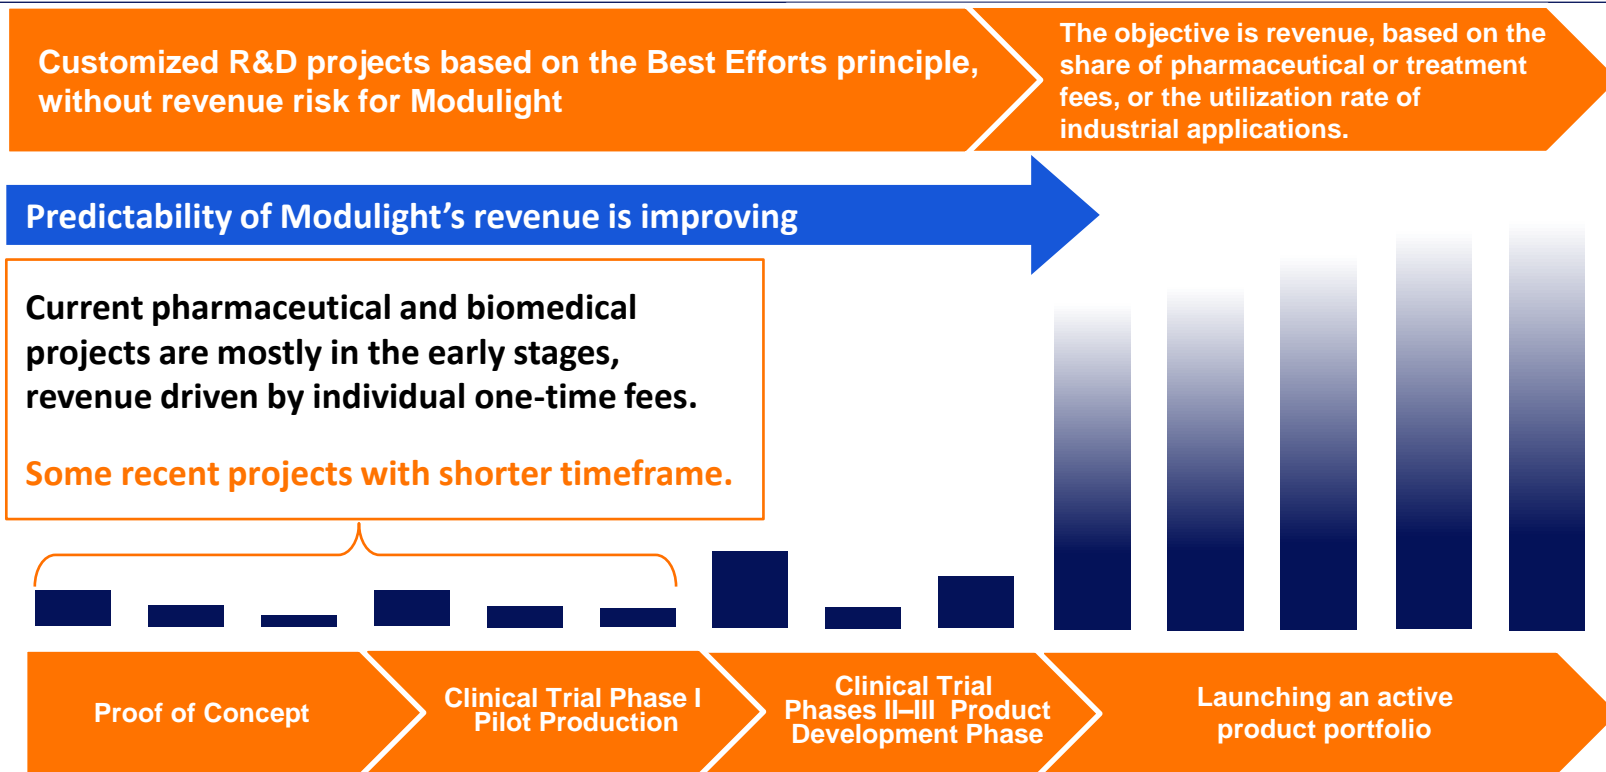 Customized R&D projects based on the Best Efforts principle,
without revenue risk for Modulight
The objective is revenue, based on the
share of pharmaceutical or treatment
fees, or the utilization rate of
industrial applications.
Predictability of Modulight’s revenue is improving
Current pharmaceutical and biomedical
projects are mostly in the early stages,
revenue driven by individual one-time fees.
Some recent projects with shorter timeframe.
Proof of Concept
Clinical Trial Phase I
Pilot Production
Clinical Trial
Phases II–III Product
Development Phase
Launching an active
product portfolio